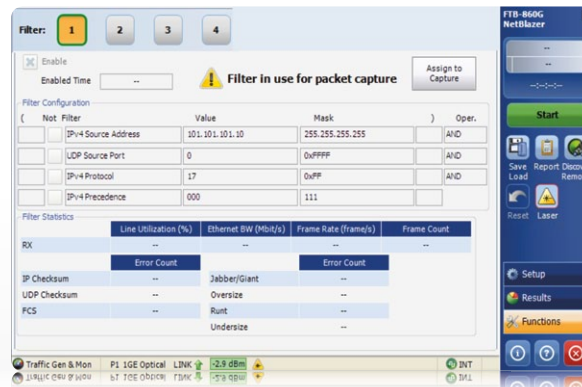 Filter: 1 2 3 4
FTB-860G
NetBlazer
--
--
--:--:--
Start
Enable
Enabled Time --
Filter in use for packet capture
Assign to
Capture
Filter Configuration
( Not Filter Value Mask ) Oper.
IPv4 Source Address 101.101.101.10 255.255.255.255 AND
UDP Source Port 0 0xFFFF AND
IPv4 Protocol 17 0xFF AND
IPv4 Precedence 000 111
Filter Statistics
Line Utilization (%) Ethernet BW (Mbit/s) Frame Rate (frame/s) Frame Count
RX -- -- -- --
Error Count Error Count
IP Checksum -- Jabber/Giant --
UDP Checksum -- Oversize --
FCS -- Runt --
Undersize --
Save
Load
Report
Discov
Remo
Reset
Laser
Setup
Results
Functions
Traffic Gen & Mon P1 1GE Optical LINK -2.9 dBm INT